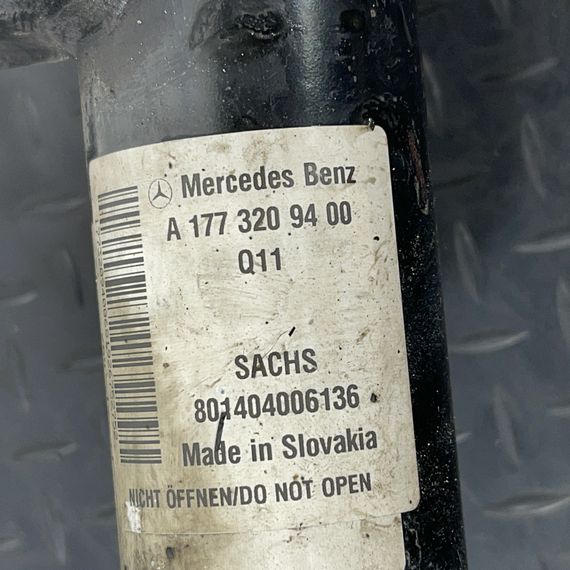 Mercedes Benz
A 177 320 94 00
Q11
SACHS
801404006136
Made in Slovakia
NICHT ÖFFNEN/DO NOT OPEN